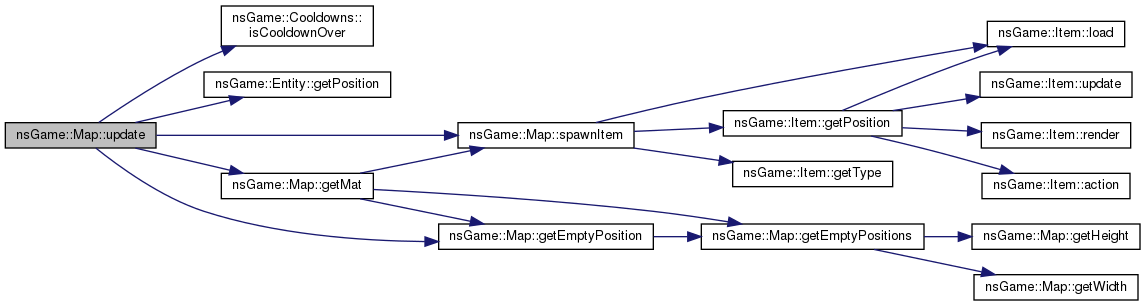 nsGame::Map::update
nsGame::Cooldowns::
isCooldownOver
nsGame::Entity::getPosition
nsGame::Map::spawnItem
nsGame::Map::getMat
nsGame::Map::getEmptyPosition
nsGame::Item::getPosition
nsGame::Item::getType
nsGame::Map::getEmptyPositions
nsGame::Item::load
nsGame::Item::update
nsGame::Item::render
nsGame::Item::action
nsGame::Map::getHeight
nsGame::Map::getWidth